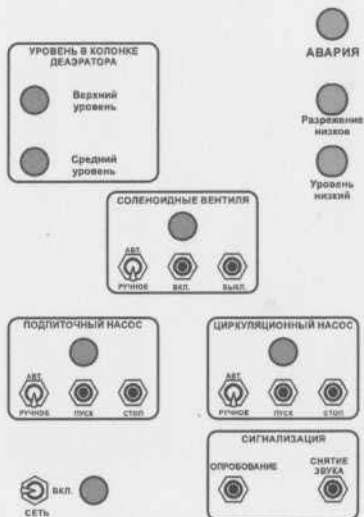 АВАРИЯ
УРОВЕНЬ В КОЛОНКЕ
ДЕАЭРАТОРА
Верхний
уровень
Средний
уровень
Разрежение
низкое
Уровень
низкий
СОЛЕНОИДНЫЕ ВЕНТИЛЯ
АВТ.
РУЧНОЕ ВКЛ. ВЫКЛ.
ПОДПИТОЧНЫЙ НАСОС
АВТ.
РУЧНОЕ ПУСК СТОП
ЦИРКУЛЯЦИОННЫЙ НАСОС
АВТ.
РУЧНОЕ ПУСК СТОП
СИГНАЛИЗАЦИЯ
ОПРОБОВАНИЕ
СНЯТИЕ
ЗВУКА
ВКЛ.
СЕТЬ